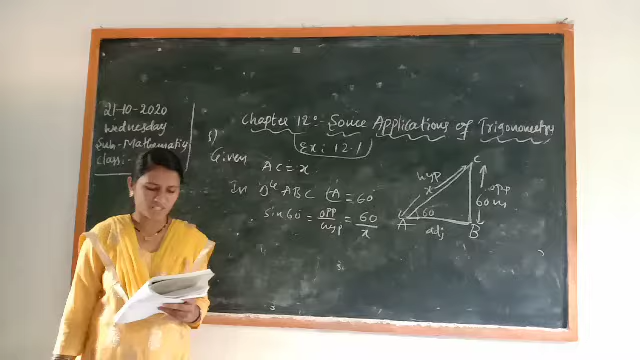 21-10-2020
Wednesday
Sub-Mathematics
Class:-
Chapter 12:- Some Applications of Trigonometry
Ex: 12.1
1)
Given
AC = x
In Dle ABC ∠A = 60
sin 60 = opp/hyp = 60/x
C
hyp
x
opp
60 m
60
A
adj
B